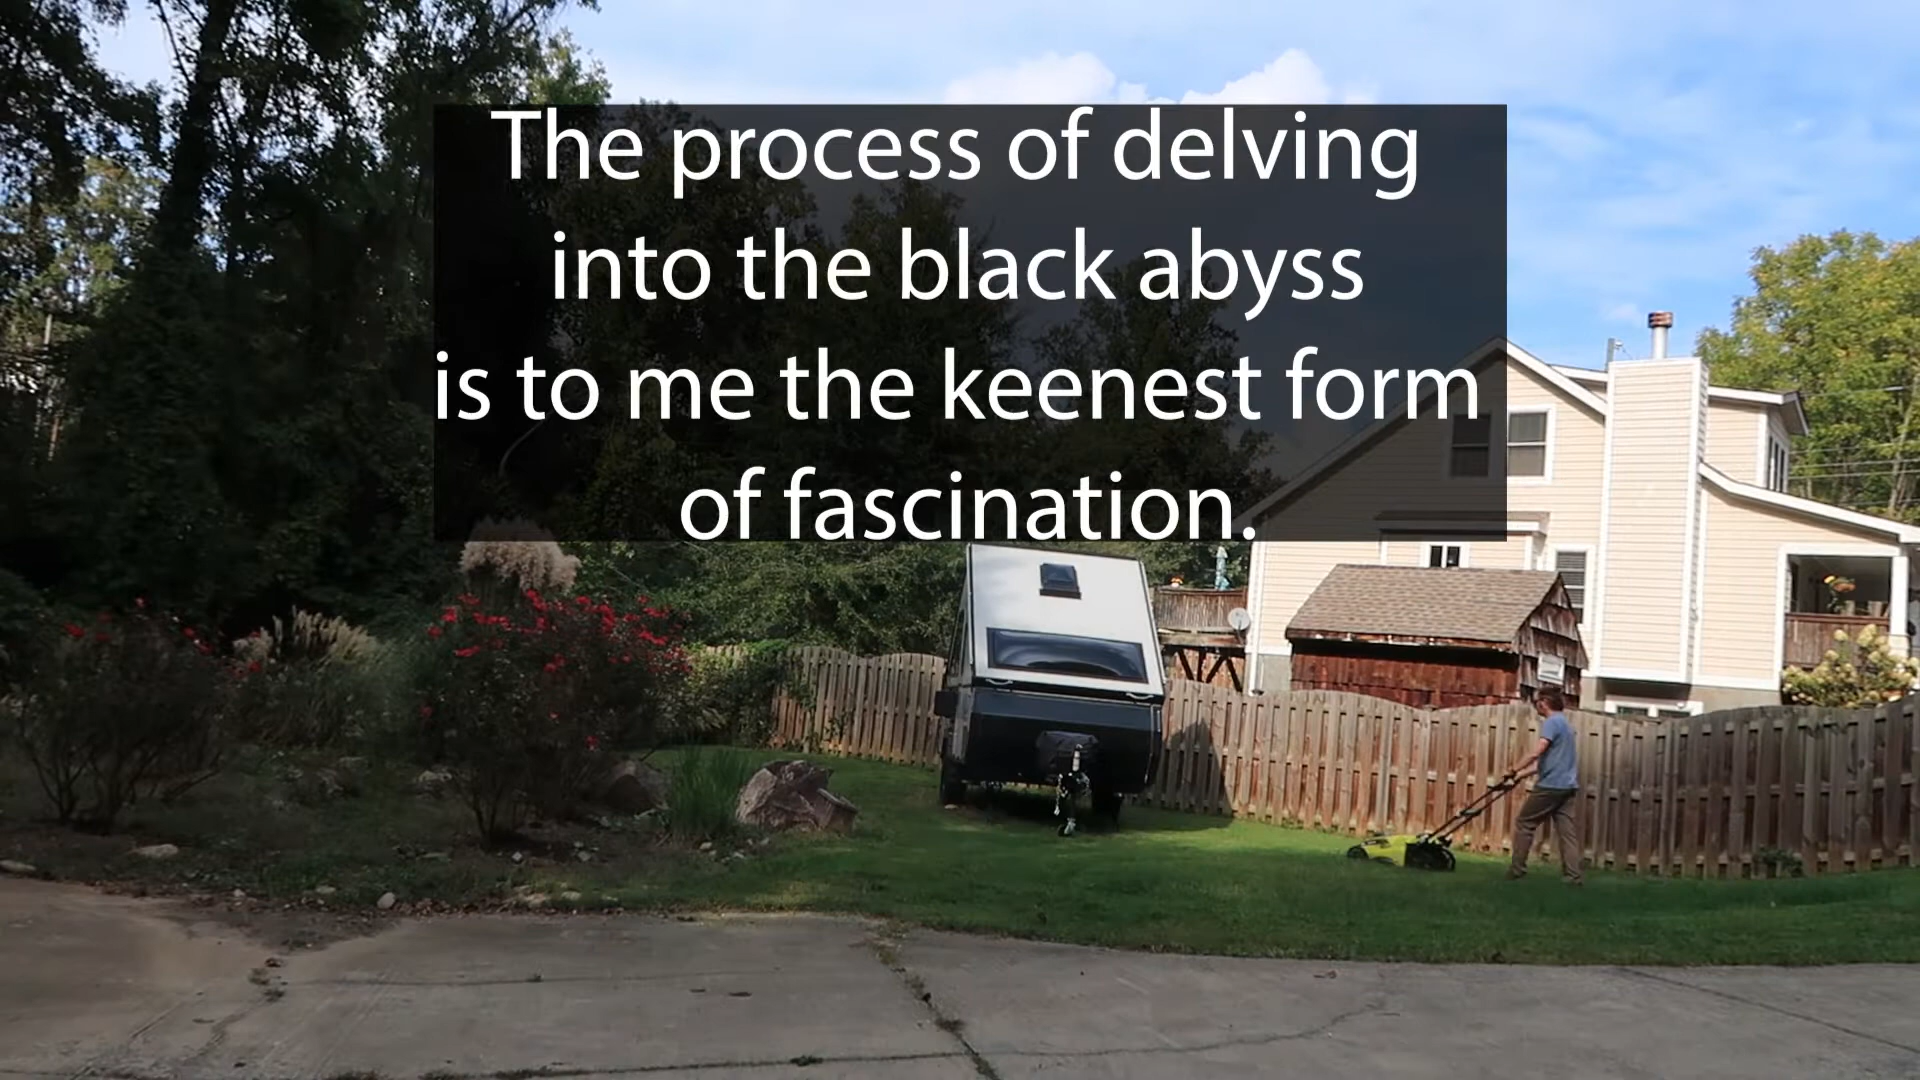 The process of delving
into the black abyss
is to me the keenest form
of fascination.